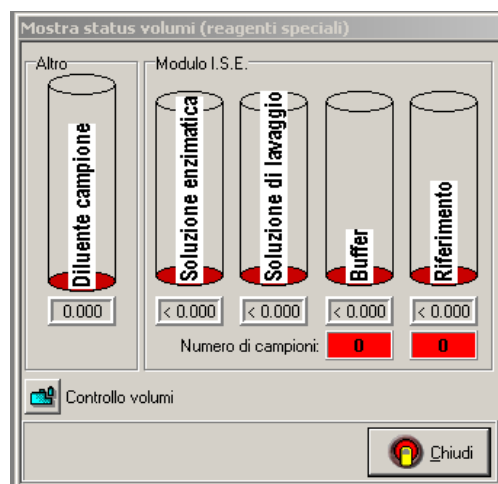 Mostra status volumi (reagenti speciali)
Altro
Modulo I.S.E.
Diluente campione
Soluzione enzimatica
Soluzione di lavaggio
Buffer
Riferimento
0.000
< 0.000
< 0.000
< 0.000
< 0.000
Numero di campioni:
0
0
Controllo volumi
Chiudi